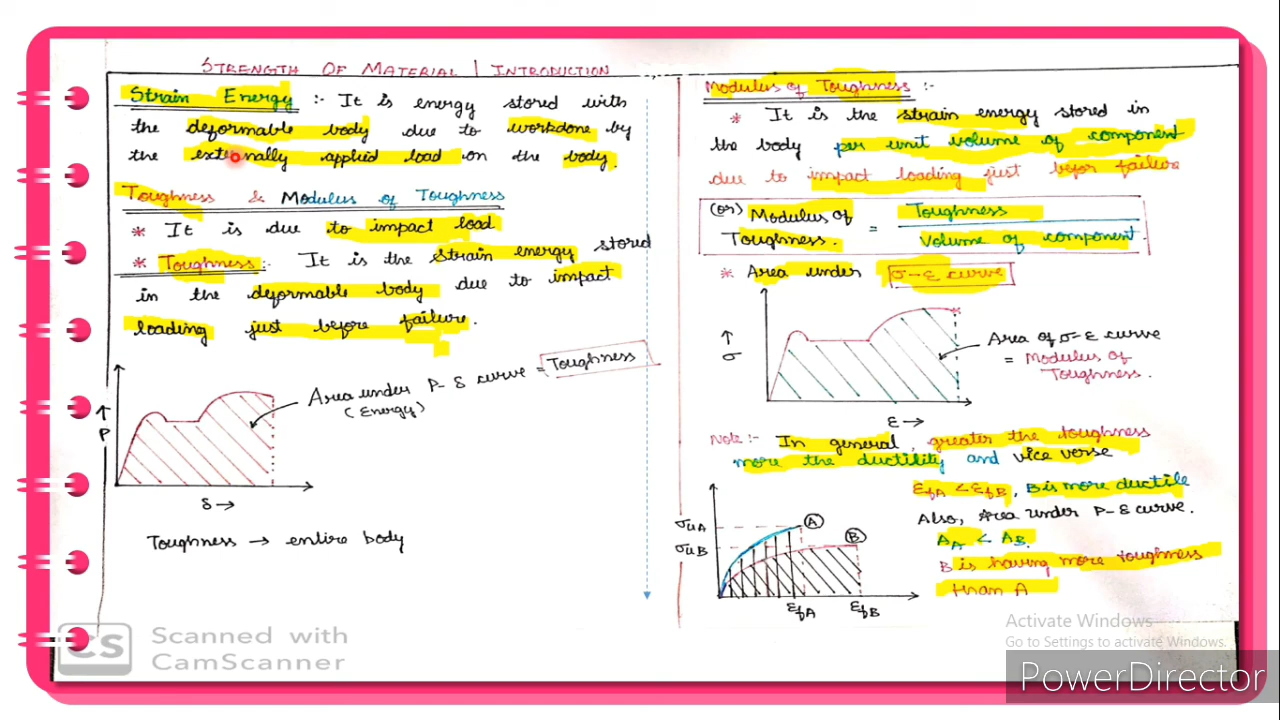 STRENGTH OF MATERIAL | INTRODUCTION
Strain Energy :- It is energy stored with
the deformable body due to workdone by
the externally applied load on the body.
Toughness & Modulus of Toughness
* It is due to impact load
* Toughness :- It is the strain energy stored
in the deformable body due to impact
loading just before failure.
Area under P-δ curve = Toughness
(Energy)
↑
P
δ →
Toughness → entire body
Modulus of Toughness :-
* It is the strain energy stored in
the body per unit volume of component
due to impact loading just befor failure
(or) Modulus of Toughness. = Toughness
Volume of component.
* Area under σ-ε curve
↑
σ
Area of σ-ε curve
= Modulus of
Toughness.
ε →
Note :- In general, greater the toughness
more the ductility and vice verse
εfA < εfB, B is more ductile
Also, Area under P-δ curve.
AA < AB.
B is having more toughness
than A
σuA
A
σuB
B
εfA
εfB
CS Scanned with
CamScanner
Activate Windows
Go to Settings to activate Windows.
PowerDirector